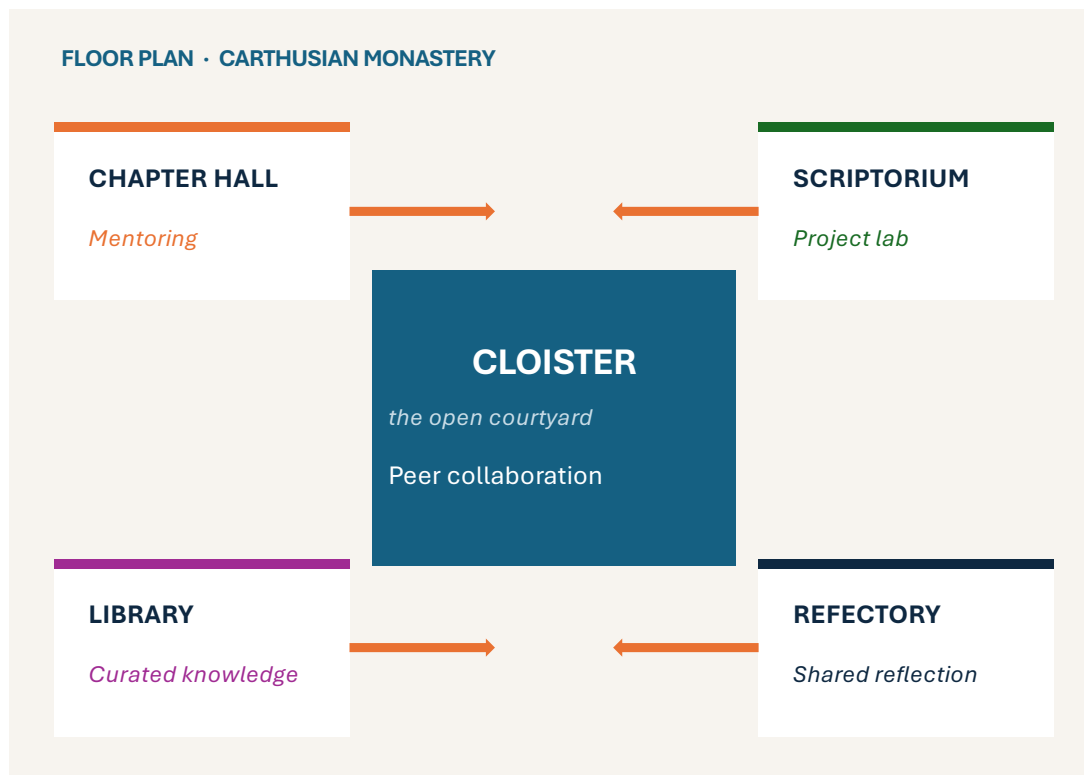 FLOOR PLAN · CARTHUSIAN MONASTERY
CHAPTER HALL
Mentoring
SCRIPTORIUM
Project lab
CLOISTER
the open courtyard
Peer collaboration
LIBRARY
Curated knowledge
REFECTORY
Shared reflection